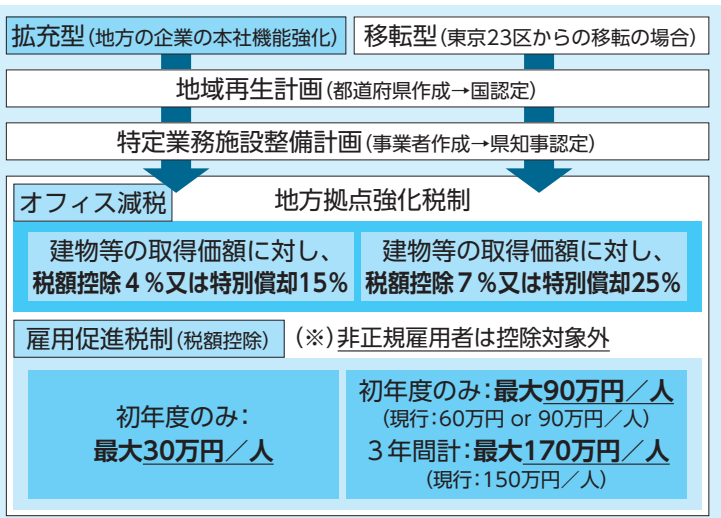 拡充型(地方の企業の本社機能強化)
移転型(東京23区からの移転の場合)
地域再生計画(都道府県作成→国認定)
特定業務施設整備計画(事業者作成→県知事認定)
オフィス減税
地方拠点強化税制
建物等の取得価額に対し、
税額控除4%又は特別償却15%
建物等の取得価額に対し、
税額控除7%又は特別償却25%
雇用促進税制(税額控除)
(※)非正規雇用者は控除対象外
初年度のみ:
最大30万円/人
初年度のみ:最大90万円/人
(現行:60万円 or 90万円/人)
3年間計:最大170万円/人
(現行:150万円/人)